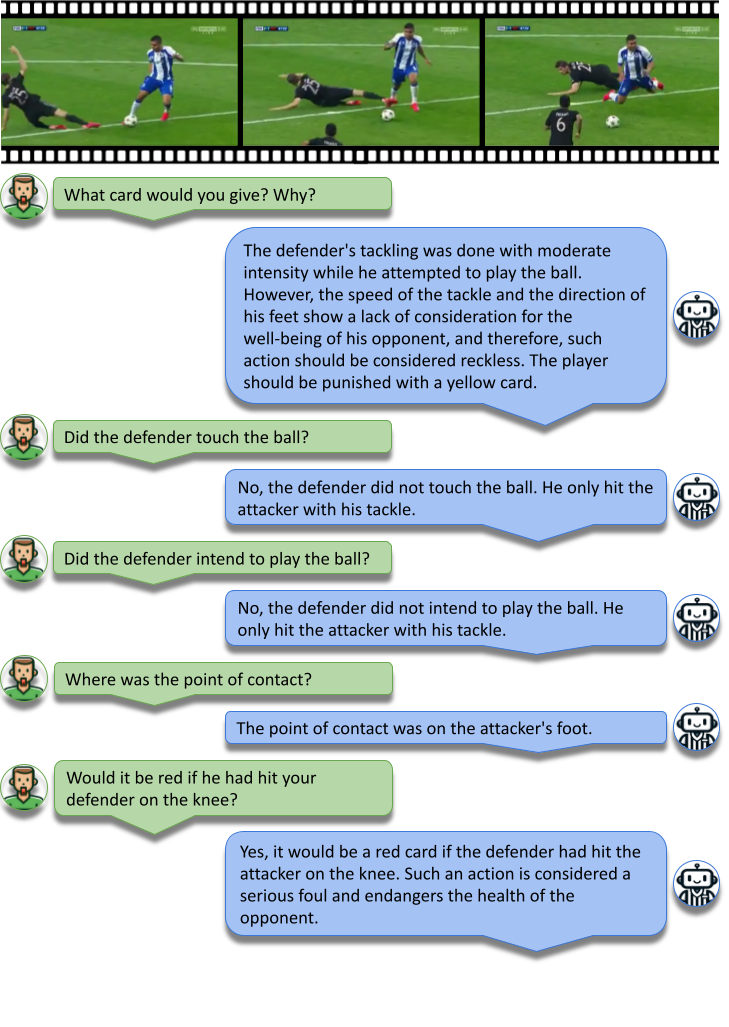 25
25
25
6
What card would you give? Why?
The defender's tackling was done with moderate
intensity while he attempted to play the ball.
However, the speed of the tackle and the direction of
his feet show a lack of consideration for the
well-being of his opponent, and therefore, such
action should be considered reckless. The player
should be punished with a yellow card.
Did the defender touch the ball?
No, the defender did not touch the ball. He only hit the
attacker with his tackle.
Did the defender intend to play the ball?
No, the defender did not intend to play the ball. He
only hit the attacker with his tackle.
Where was the point of contact?
The point of contact was on the attacker's foot.
Would it be red if he had hit your
defender on the knee?
Yes, it would be a red card if the defender had hit the
attacker on the knee. Such an action is considered a
serious foul and endangers the health of the
opponent.